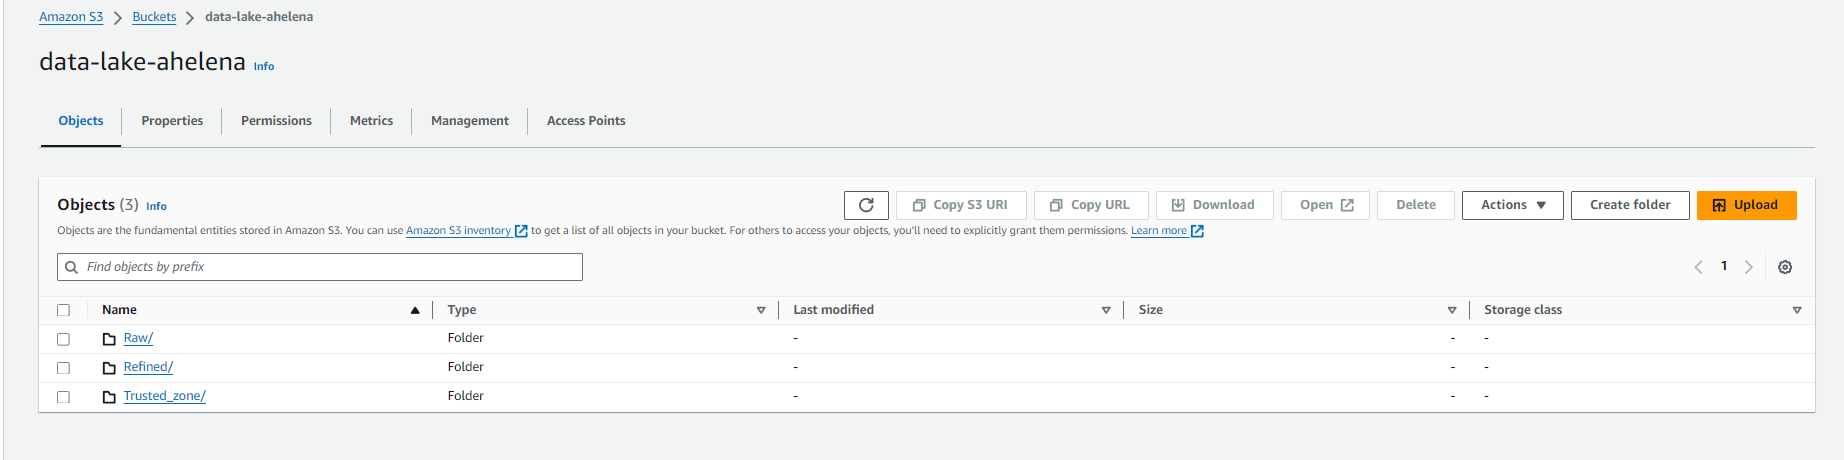 Amazon S3 > Buckets > data-lake-ahelena
data-lake-ahelena Info
Objects Properties Permissions Metrics Management Access Points
Objects (3) Info Copy S3 URI Copy URL Download Open Delete Actions Create folder Upload
Objects are the fundamental entities stored in Amazon S3. You can use Amazon S3 inventory to get a list of all objects in your bucket. For others to access your objects, you'll need to explicitly grant them permissions. Learn more
Find objects by prefix 1
Name Type Last modified Size Storage class
Raw/ Folder - - -
Refined/ Folder - - -
Trusted_zone/ Folder - - -